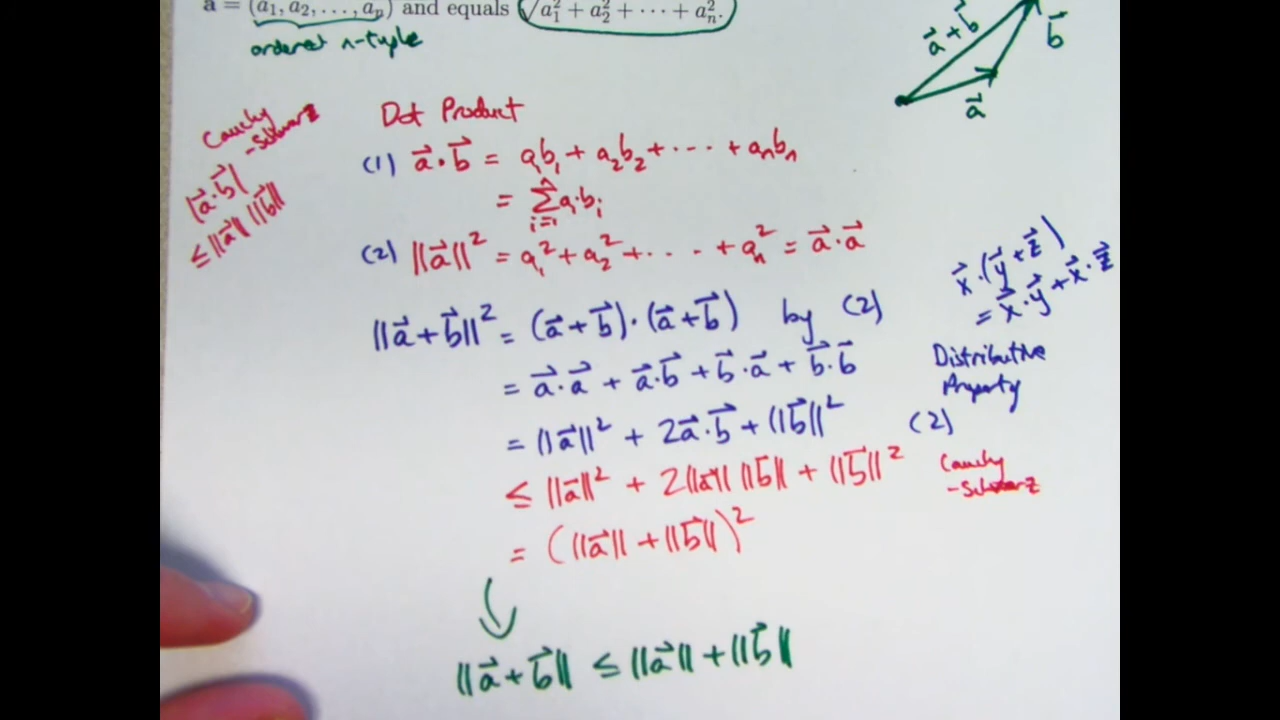 a = (a₁, a₂, . . . , aₙ) and equals √a₁² + a₂² + · · · + aₙ².
ordered n-tuple
a⃗+b⃗
b⃗
a⃗
Cauchy
-Schwarz
|a⃗·b⃗|
≤ ||a⃗|| ||b⃗||
Dot Product
(1) a⃗·b⃗ = a₁b₁ + a₂b₂ + ··· + aₙbₙ
= ∑ᵢ₌₁ⁿ aᵢbᵢ
(2) ||a⃗||² = a₁² + a₂² + ···· + aₙ² = a⃗·a⃗
x⃗·(y⃗+z⃗)
= x⃗·y⃗ + x⃗·z⃗
Distributive
Property
||a⃗+b⃗||² = (a⃗+b⃗)·(a⃗+b⃗) by (2)
= a⃗·a⃗ + a⃗·b⃗ + b⃗·a⃗ + b⃗·b⃗
= ||a⃗||² + 2a⃗·b⃗ + ||b⃗||² (2)
≤ ||a⃗||² + 2||a⃗|| ||b⃗|| + ||b⃗||² Cauchy
-Schwarz
= (||a⃗|| + ||b⃗||)²
||a⃗+b⃗|| ≤ ||a⃗|| + ||b⃗||